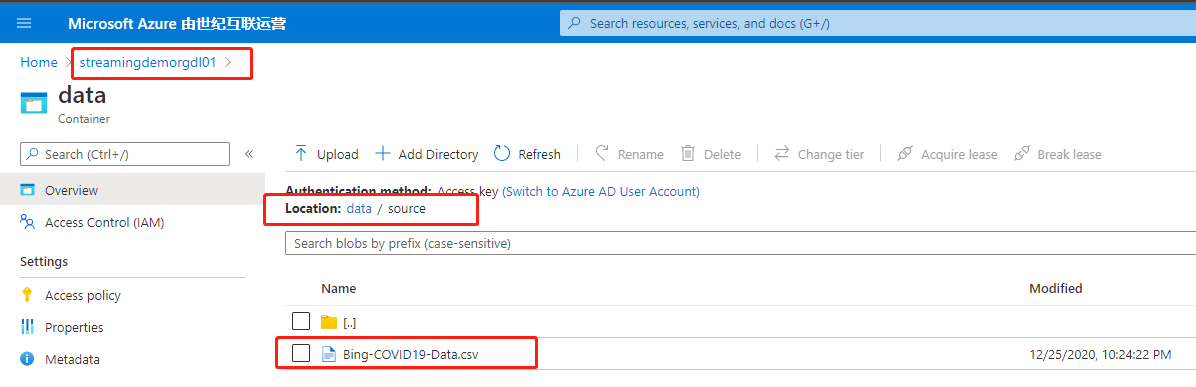 Microsoft Azure 由世纪互联运营
Search resources, services, and docs (G+/)
Home > streamingdemorgdl01 >
data
Container
Search (Ctrl+/)
«
Upload
Add Directory
Refresh
Rename
Delete
Change tier
Acquire lease
Break lease
Overview
Access Control (IAM)
Settings
Access policy
Properties
Metadata
Authentication method: Access key (Switch to Azure AD User Account)
Location: data / source
Search blobs by prefix (case-sensitive)
Name Modified
[..]
Bing-COVID19-Data.csv 12/25/2020, 10:24:22 PM